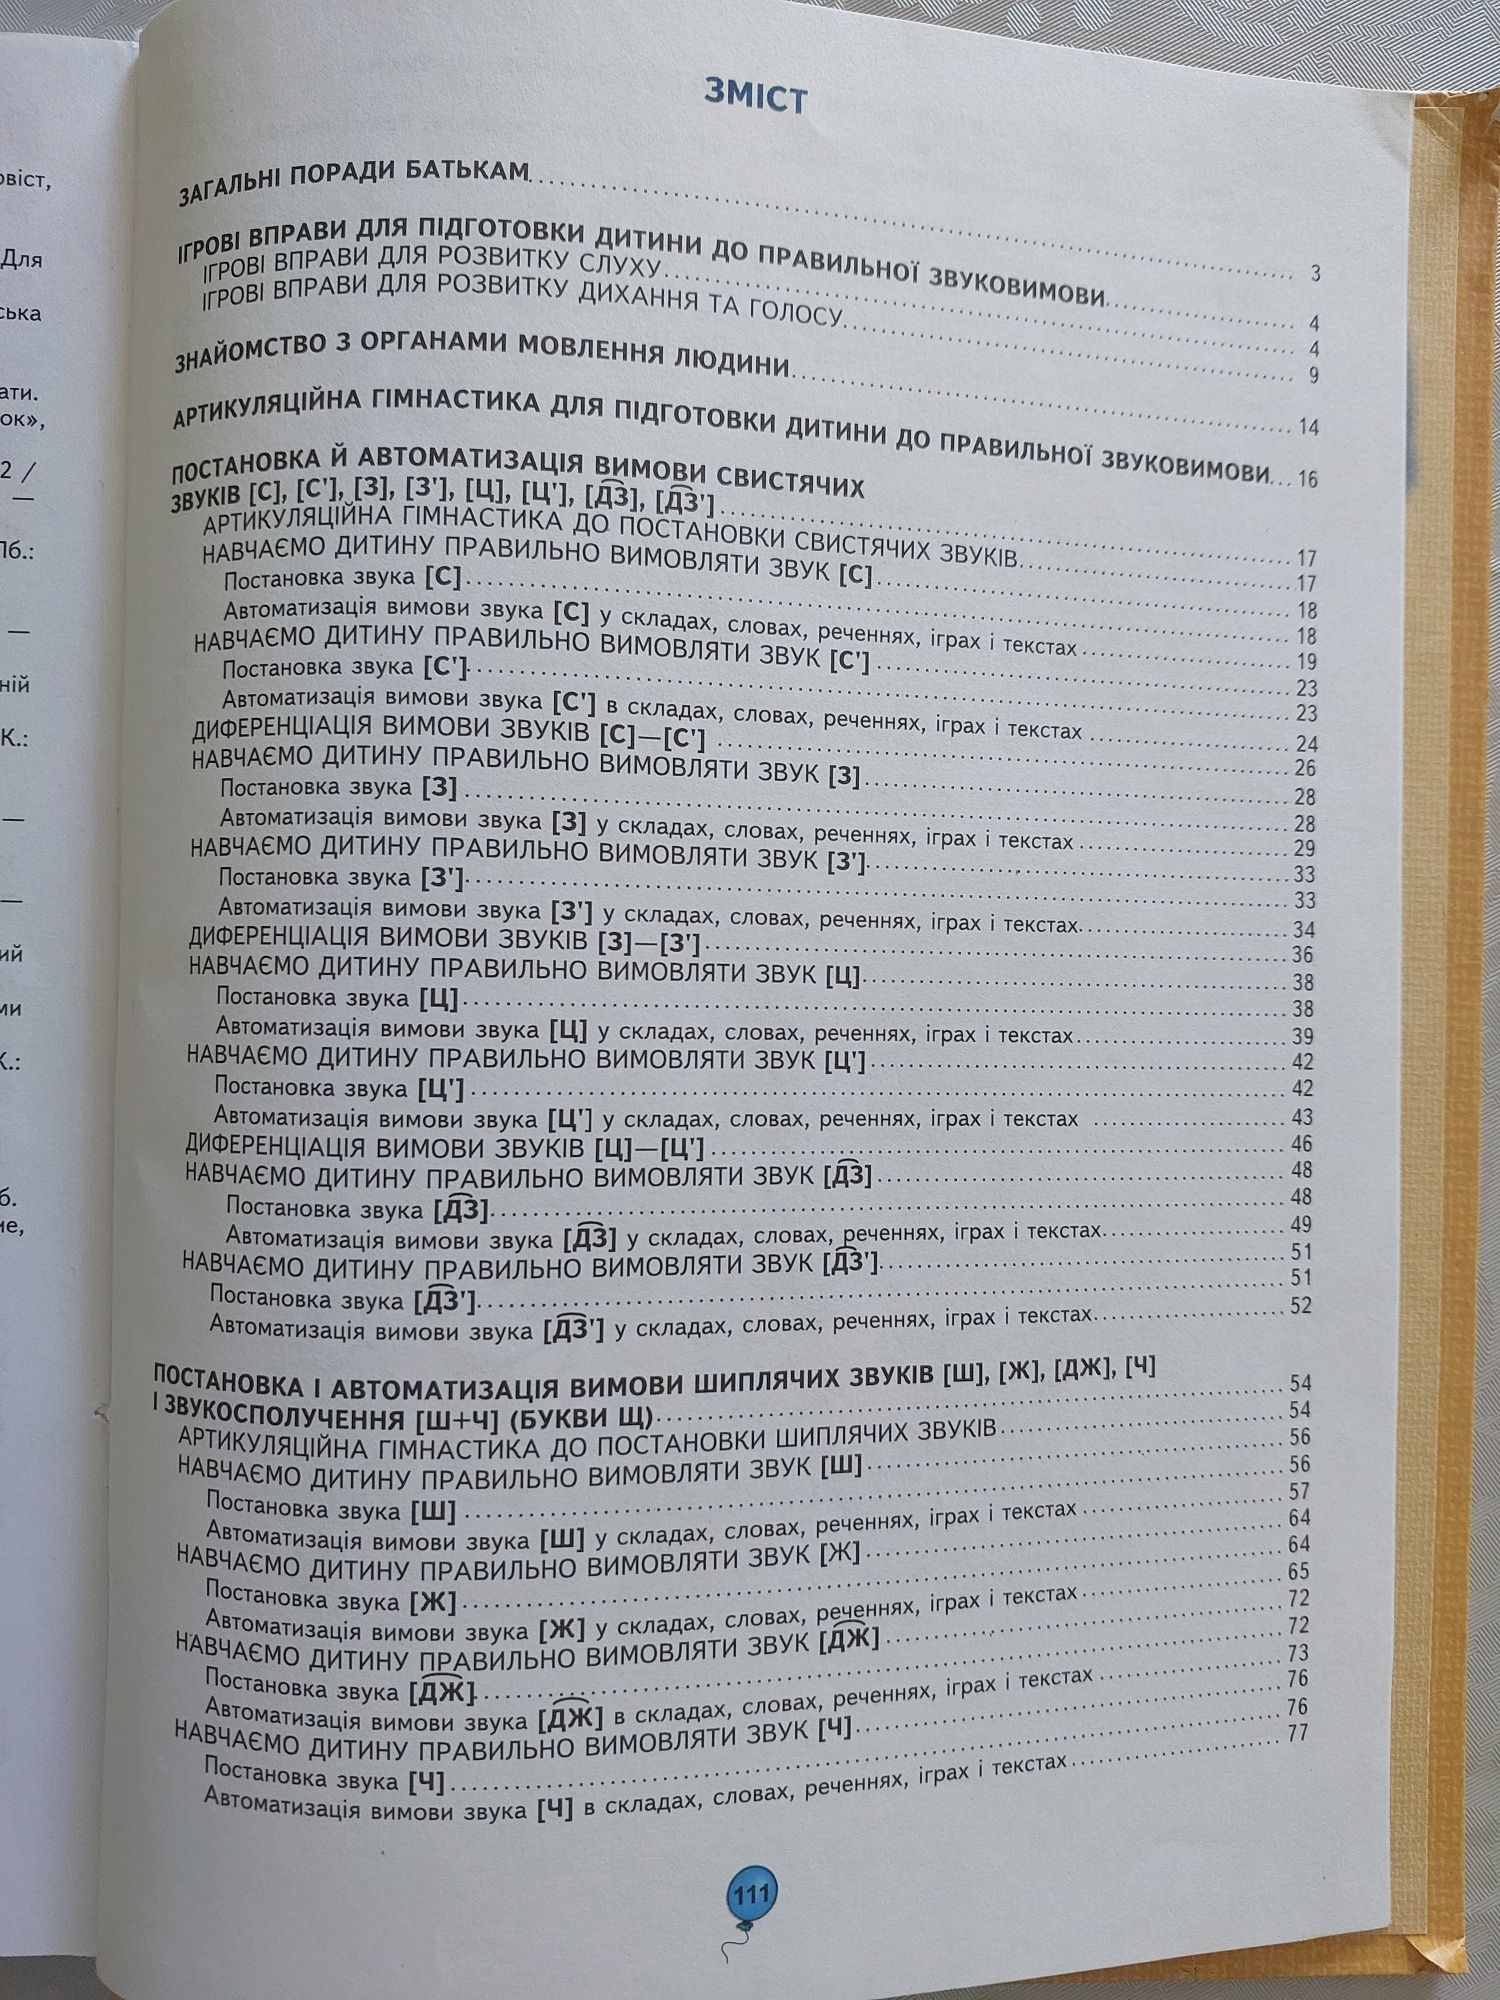 овіст,
Для
ська
ати.
ок»,
2 /
—
Пб.:
—
ній
К.:
—
—
ий
ми
К.:
б.
ие,
ЗМІСТ
ЗАГАЛЬНІ ПОРАДИ БАТЬКАМ 3
ІГРОВІ ВПРАВИ ДЛЯ ПІДГОТОВКИ ДИТИНИ ДО ПРАВИЛЬНОЇ ЗВУКОВИМОВИ 4
ІГРОВІ ВПРАВИ ДЛЯ РОЗВИТКУ СЛУХУ 4
ІГРОВІ ВПРАВИ ДЛЯ РОЗВИТКУ ДИХАННЯ ТА ГОЛОСУ 9
ЗНАЙОМСТВО З ОРГАНАМИ МОВЛЕННЯ ЛЮДИНИ 14
АРТИКУЛЯЦІЙНА ГІМНАСТИКА ДЛЯ ПІДГОТОВКИ ДИТИНИ ДО ПРАВИЛЬНОЇ ЗВУКОВИМОВИ 16
ПОСТАНОВКА Й АВТОМАТИЗАЦІЯ ВИМОВИ СВИСТЯЧИХ
ЗВУКІВ [С], [С'], [З], [З'], [Ц], [Ц'], [Д͡З], [Д͡З'] 17
АРТИКУЛЯЦІЙНА ГІМНАСТИКА ДО ПОСТАНОВКИ СВИСТЯЧИХ ЗВУКІВ 17
НАВЧАЄМО ДИТИНУ ПРАВИЛЬНО ВИМОВЛЯТИ ЗВУК [С] 18
Постановка звука [С] 18
Автоматизація вимови звука [С] у складах, словах, реченнях, іграх і текстах 19
НАВЧАЄМО ДИТИНУ ПРАВИЛЬНО ВИМОВЛЯТИ ЗВУК [С'] 23
Постановка звука [С'] 23
Автоматизація вимови звука [С'] в складах, словах, реченнях, іграх і текстах 24
ДИФЕРЕНЦІАЦІЯ ВИМОВИ ЗВУКІВ [С]—[С'] 26
НАВЧАЄМО ДИТИНУ ПРАВИЛЬНО ВИМОВЛЯТИ ЗВУК [З] 28
Постановка звука [З] 28
Автоматизація вимови звука [З] у складах, словах, реченнях, іграх і текстах 29
НАВЧАЄМО ДИТИНУ ПРАВИЛЬНО ВИМОВЛЯТИ ЗВУК [З'] 33
Постановка звука [З'] 33
Автоматизація вимови звука [З'] у складах, словах, реченнях, іграх і текстах 34
ДИФЕРЕНЦІАЦІЯ ВИМОВИ ЗВУКІВ [З]—[З'] 36
НАВЧАЄМО ДИТИНУ ПРАВИЛЬНО ВИМОВЛЯТИ ЗВУК [Ц] 38
Постановка звука [Ц] 38
Автоматизація вимови звука [Ц] у складах, словах, реченнях, іграх і текстах 39
НАВЧАЄМО ДИТИНУ ПРАВИЛЬНО ВИМОВЛЯТИ ЗВУК [Ц'] 42
Постановка звука [Ц'] 42
Автоматизація вимови звука [Ц'] у складах, словах, реченнях, іграх і текстах 43
ДИФЕРЕНЦІАЦІЯ ВИМОВИ ЗВУКІВ [Ц]—[Ц'] 46
НАВЧАЄМО ДИТИНУ ПРАВИЛЬНО ВИМОВЛЯТИ ЗВУК [Д͡З] 48
Постановка звука [Д͡З] 48
Автоматизація вимови звука [Д͡З] у складах, словах, реченнях, іграх і текстах 49
НАВЧАЄМО ДИТИНУ ПРАВИЛЬНО ВИМОВЛЯТИ ЗВУК [Д͡З'] 51
Постановка звука [Д͡З'] 51
Автоматизація вимови звука [Д͡З'] у складах, словах, реченнях, іграх і текстах 52
ПОСТАНОВКА І АВТОМАТИЗАЦІЯ ВИМОВИ ШИПЛЯЧИХ ЗВУКІВ [Ш], [Ж], [ДЖ], [Ч]
І ЗВУКОСПОЛУЧЕННЯ [Ш+Ч] (БУКВИ Щ) 54
АРТИКУЛЯЦІЙНА ГІМНАСТИКА ДО ПОСТАНОВКИ ШИПЛЯЧИХ ЗВУКІВ 54
НАВЧАЄМО ДИТИНУ ПРАВИЛЬНО ВИМОВЛЯТИ ЗВУК [Ш] 56
Постановка звука [Ш] 56
Автоматизація вимови звука [Ш] у складах, словах, реченнях, іграх і текстах 57
НАВЧАЄМО ДИТИНУ ПРАВИЛЬНО ВИМОВЛЯТИ ЗВУК [Ж] 64
Постановка звука [Ж] 64
Автоматизація вимови звука [Ж] у складах, словах, реченнях, іграх і текстах 65
НАВЧАЄМО ДИТИНУ ПРАВИЛЬНО ВИМОВЛЯТИ ЗВУК [Д͡Ж] 72
Постановка звука [Д͡Ж] 72
Автоматизація вимови звука [Д͡Ж] в складах, словах, реченнях, іграх і текстах 73
НАВЧАЄМО ДИТИНУ ПРАВИЛЬНО ВИМОВЛЯТИ ЗВУК [Ч] 76
Постановка звука [Ч] 76
Автоматизація вимови звука [Ч] в складах, словах, реченнях, іграх і текстах 77
111